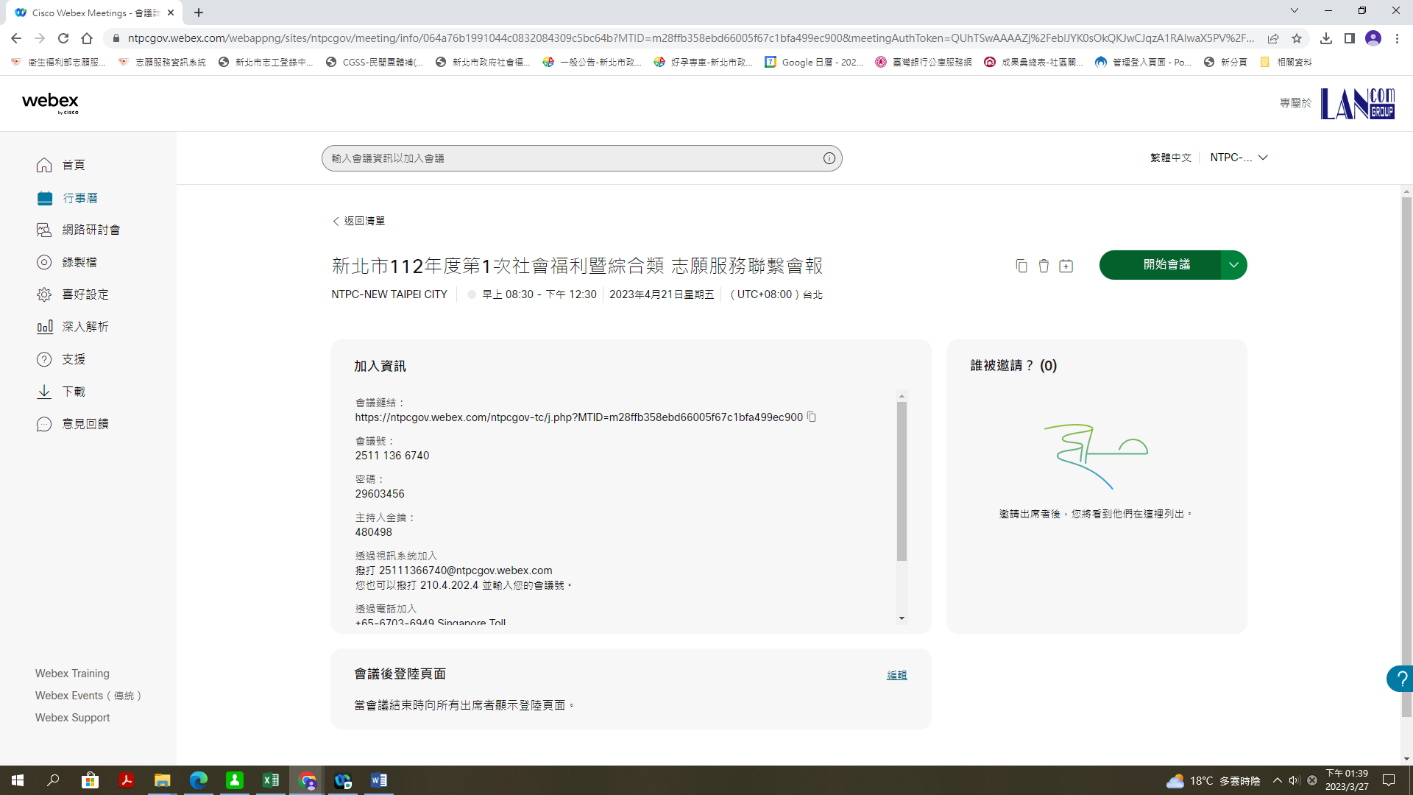 Cisco Webex Meetings - 會議詳
ntpcgov.webex.com/webappng/sites/ntpcgov/meeting/info/064a76b1991044c0832084309c5bc64b?MTID=m28ffb358ebd66005f67c1bfa499ec900&meetingAuthToken=
衛生福利部志願服... 志願服務資訊系統 新北市志工登錄中... CGSS-民間團體補(... 新北市政府社會福... 一般公告-新北市政... 好孕專車-新北市政... Google 日曆 - 202... 臺灣銀行公庫服務網 成果彙綠表-社區關... 管理登入頁面 - Po... 新分頁 相關資料
webex
by CISCO
專屬於
LANcom GROUP
首頁
行事曆
網路研討會
錄製檔
喜好設定
深入解析
支援
下載
意見回饋
Webex Training
Webex Events ( 傳統 )
Webex Support
輸入會議資訊以加入會議
繁體中文 NTPC-...
返回清單
新北市112年度第1次社會福利暨綜合類 志願服務聯繫會報
開始會議
NTPC-NEW TAIPEI CITY 早上 08:30 - 下午 12:30 2023年4月21日星期五 （UTC+08:00）台北
加入資訊
會議鏈結：
https://ntpcgov.webex.com/ntpcgov-tc/j.php?MTID=m28ffb358ebd66005f67c1bfa499ec900
會議號：
2511 136 6740
密碼：
29603456
主持人金鑰：
480498
透過視訊系統加入
撥打 25111366740@ntpcgov.webex.com
您也可以撥打 210.4.202.4 並輸入您的會議號。
透過電話加入
+65-6703-6949 Singapore Toll
誰被邀請？ (0)
邀請出席者後，您將看到他們在這裡列出。
會議後登陸頁面
編輯
當會議結束時向所有出席者顯示登陸頁面。
18°C 多雲時陰
下午 01:39
2023/3/27